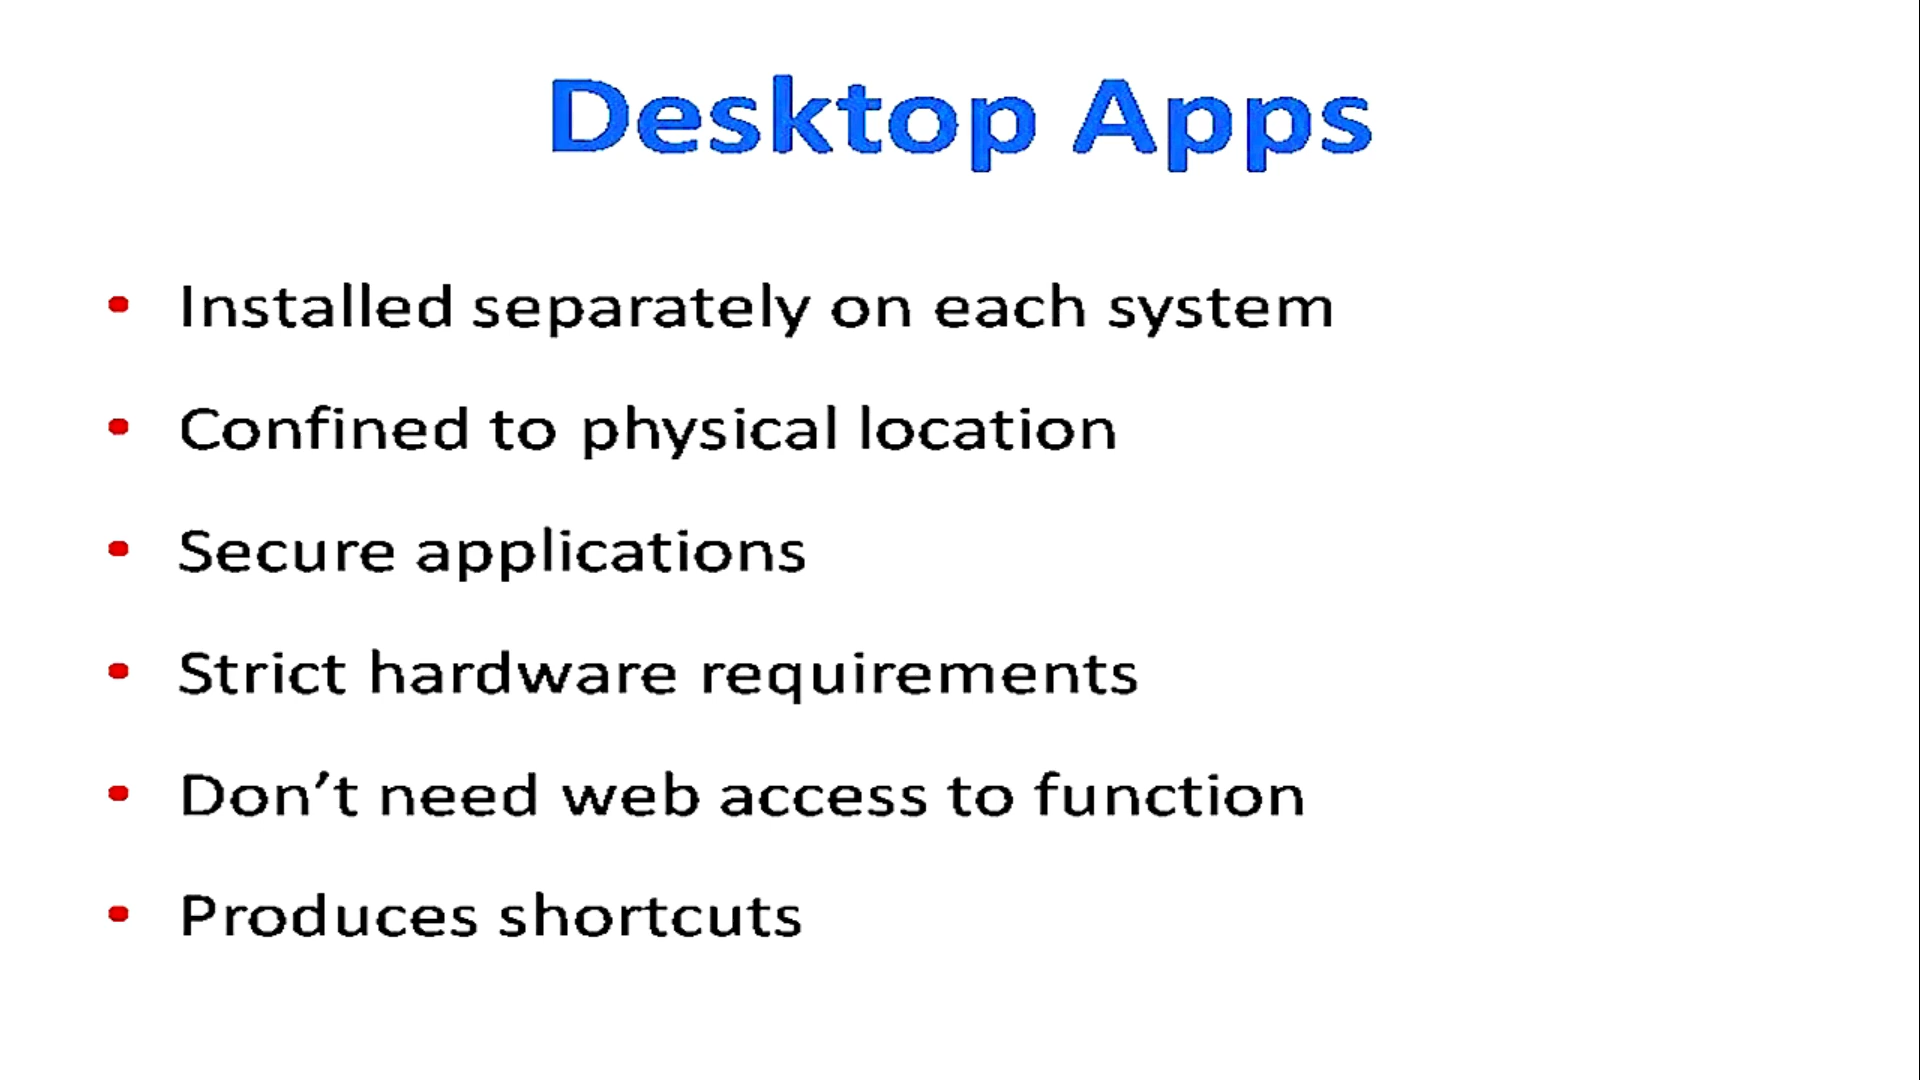 Desktop Apps
• Installed separately on each system
• Confined to physical location
• Secure applications
• Strict hardware requirements
• Don’t need web access to function
• Produces shortcuts